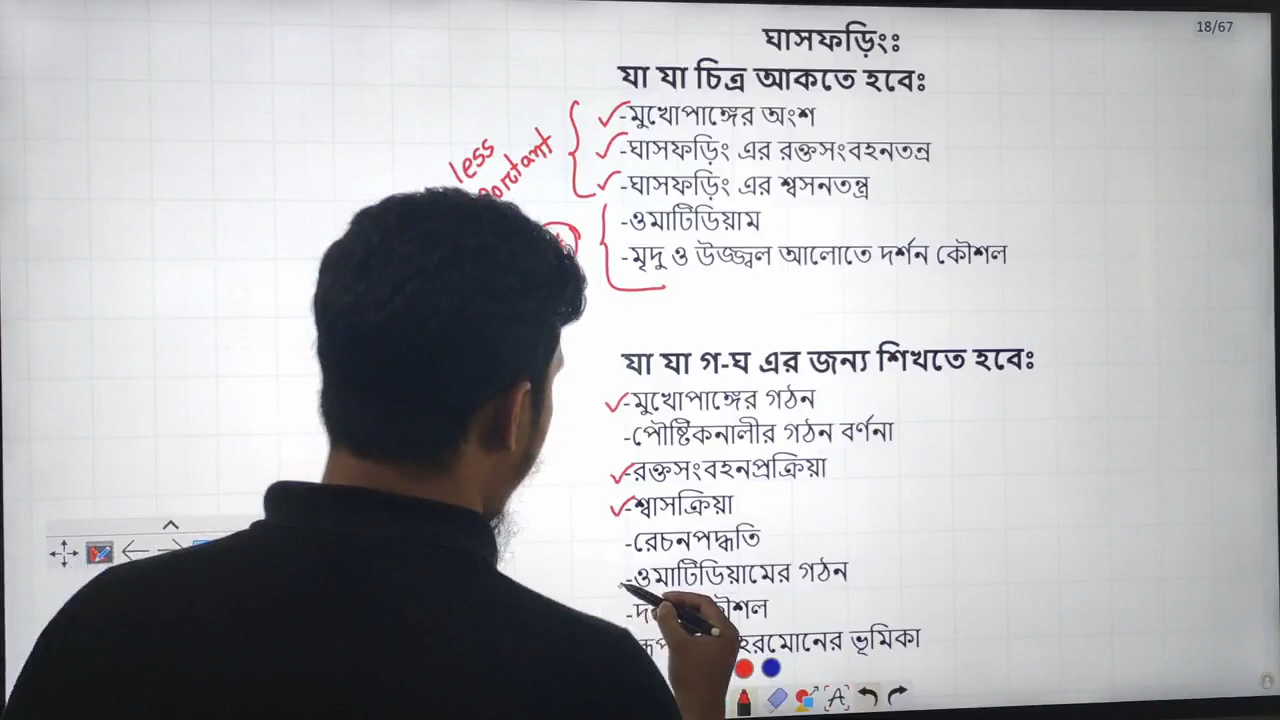 18/67
ঘাসফড়িংঃ
যা যা চিত্র আকতে হবেঃ
less
-মুখোপাঙ্গের অংশ
-ঘাসফড়িং এর রক্তসংবহনতন্ত্র
-ঘাসফড়িং এর শ্বসনতন্ত্র
-ওমাটিডিয়াম
-মৃদু ও উজ্জ্বল আলোতে দর্শন কৌশল
যা যা গ-ঘ এর জন্য শিখতে হবেঃ
-মুখোপাঙ্গের গঠন
-পৌষ্টিকনালীর গঠন বর্ণনা
-রক্তসংবহনপ্রক্রিয়া
-শ্বাসক্রিয়া
-রেচনপদ্ধতি
-ওমাটিডিয়ামের গঠন
হরমোনের ভূমিকা